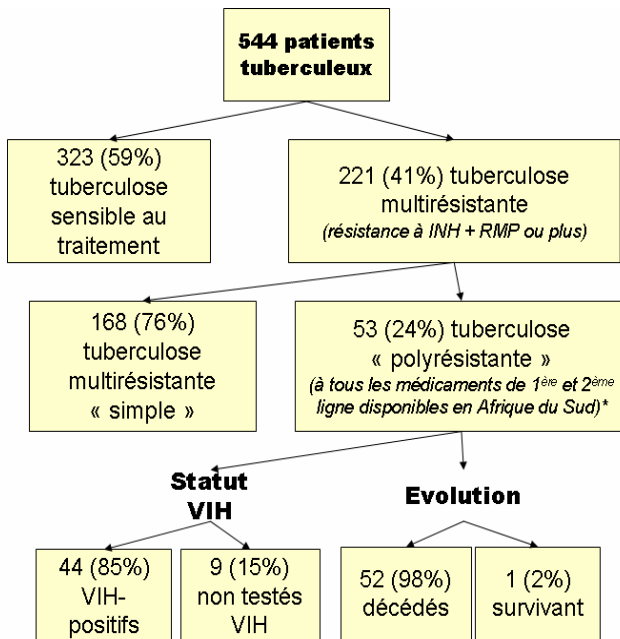 544 patients
tuberculeux
323 (59%)
tuberculose
sensible au
traitement
221 (41%) tuberculose
multirésistante
(résistance à INH + RMP ou plus)
168 (76%)
tuberculose
multirésistante
« simple »
53 (24%) tuberculose
« polyrésistante »
(à tous les médicaments de 1ère et 2ème
ligne disponibles en Afrique du Sud)*
Statut
VIH
Evolution
44 (85%)
VIH-
positifs
9 (15%)
non testés
VIH
52 (98%)
décédés
1 (2%)
survivant